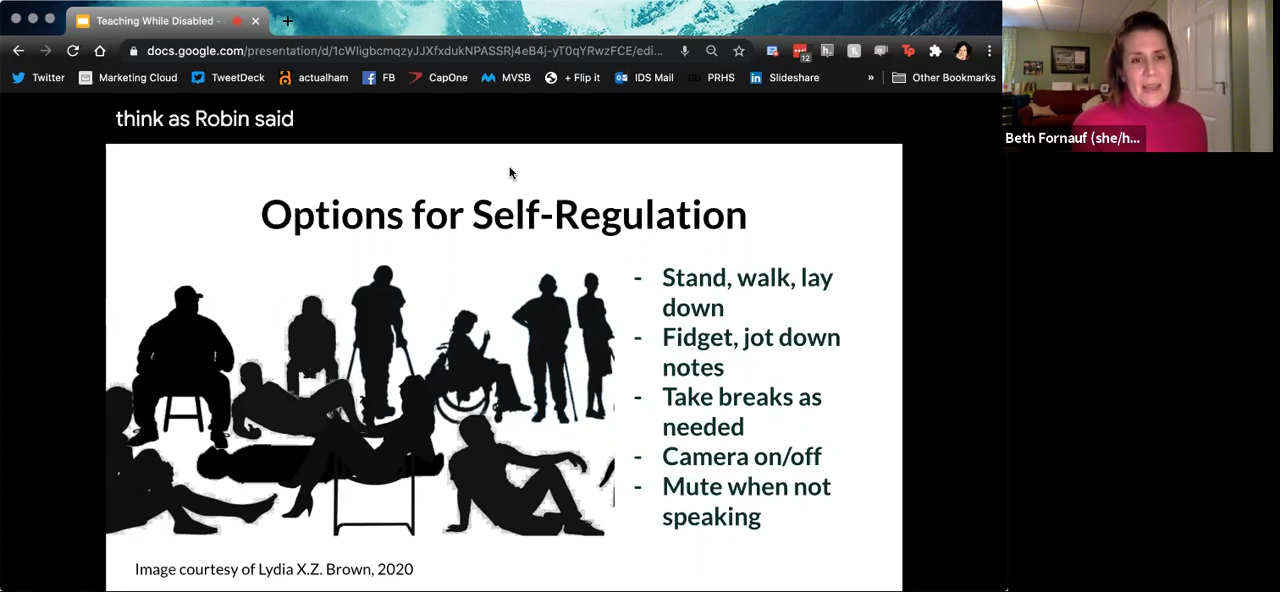 Teaching While Disabled –
docs.google.com/presentation/d/1cWligbcmqzyJJXfxdukNPASSRj4eB4j-yT0qYRwzFCE/edi...
12
h.
Tp
Twitter
Marketing Cloud
TweetDeck
actualham
FB
CapOne
MVSB
+ Flip it
IDS Mail
Bb PRHS
Slideshare
»
Other Bookmarks
think as Robin said
Beth Fornauf (she/h...
Options for Self-Regulation
- Stand, walk, lay
down
- Fidget, jot down
notes
- Take breaks as
needed
- Camera on/off
- Mute when not
speaking
Image courtesy of Lydia X.Z. Brown, 2020